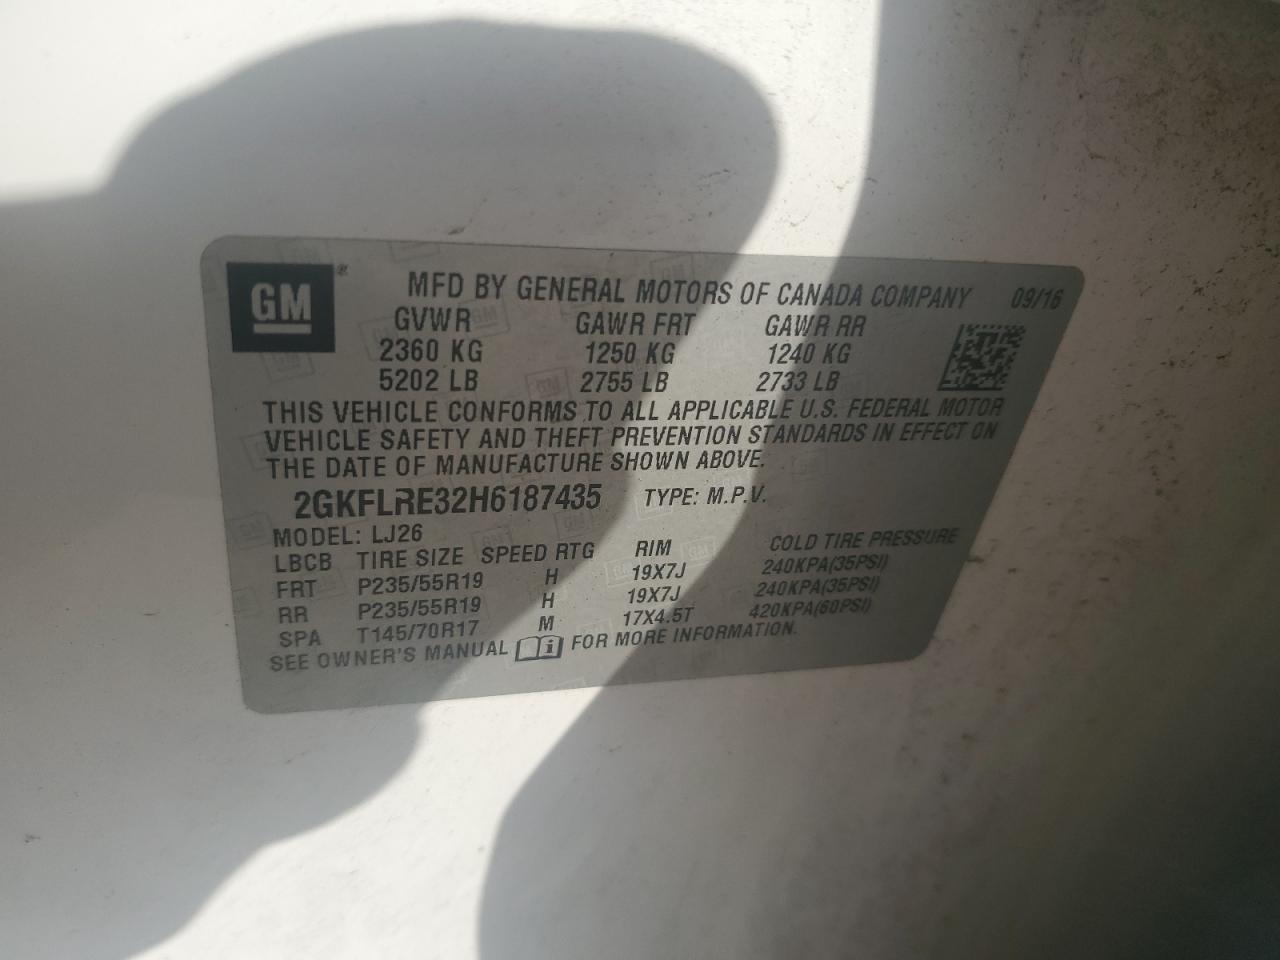 GM
MFD BY GENERAL MOTORS OF CANADA COMPANY 09/16
GVWR GAWR FRT GAWR RR
2360 KG 1250 KG 1240 KG
5202 LB 2755 LB 2733 LB
THIS VEHICLE CONFORMS TO ALL APPLICABLE U.S. FEDERAL MOTOR
VEHICLE SAFETY AND THEFT PREVENTION STANDARDS IN EFFECT ON
THE DATE OF MANUFACTURE SHOWN ABOVE.
2GKFLRE32H6187435 TYPE: M.P.V.
MODEL: LJ26
LBCB TIRE SIZE SPEED RTG RIM COLD TIRE PRESSURE
FRT P235/55R19 H 19X7J 240KPA(35PSI)
RR P235/55R19 H 19X7J 240KPA(35PSI)
SPA T145/70R17 M 17X4.5T 420KPA(60PSI)
SEE OWNER'S MANUAL i FOR MORE INFORMATION.